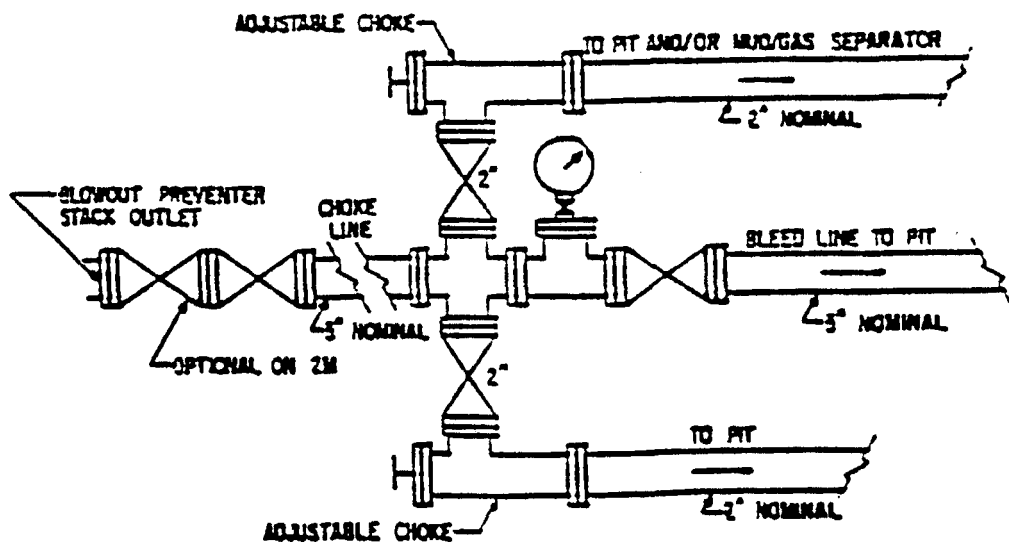 ADJUSTABLE CHOKE
TO PIT AND/OR MUD/GAS SEPARATOR
2" NOMINAL
2"
BLOWOUT PREVENTER
STACK OUTLET
CHOKE
LINE
BLEED LINE TO PIT
3" NOMINAL
3" NOMINAL
OPTIONAL ON 2M
2"
TO PIT
2" NOMINAL
ADJUSTABLE CHOKE